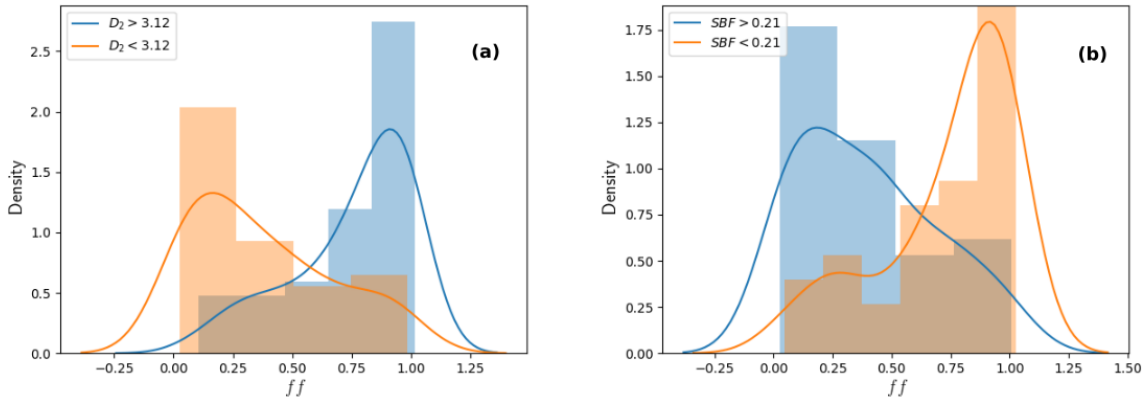 D₂ > 3.12
D₂ < 3.12
(a)
Density
2.5
2.0
1.5
1.0
0.5
0.0
−0.25 0.00 0.25 0.50 0.75 1.00 1.25
ff
SBF > 0.21
SBF < 0.21
(b)
Density
1.75
1.50
1.25
1.00
0.75
0.50
0.25
0.00
−0.25 0.00 0.25 0.50 0.75 1.00 1.25 1.50
ff